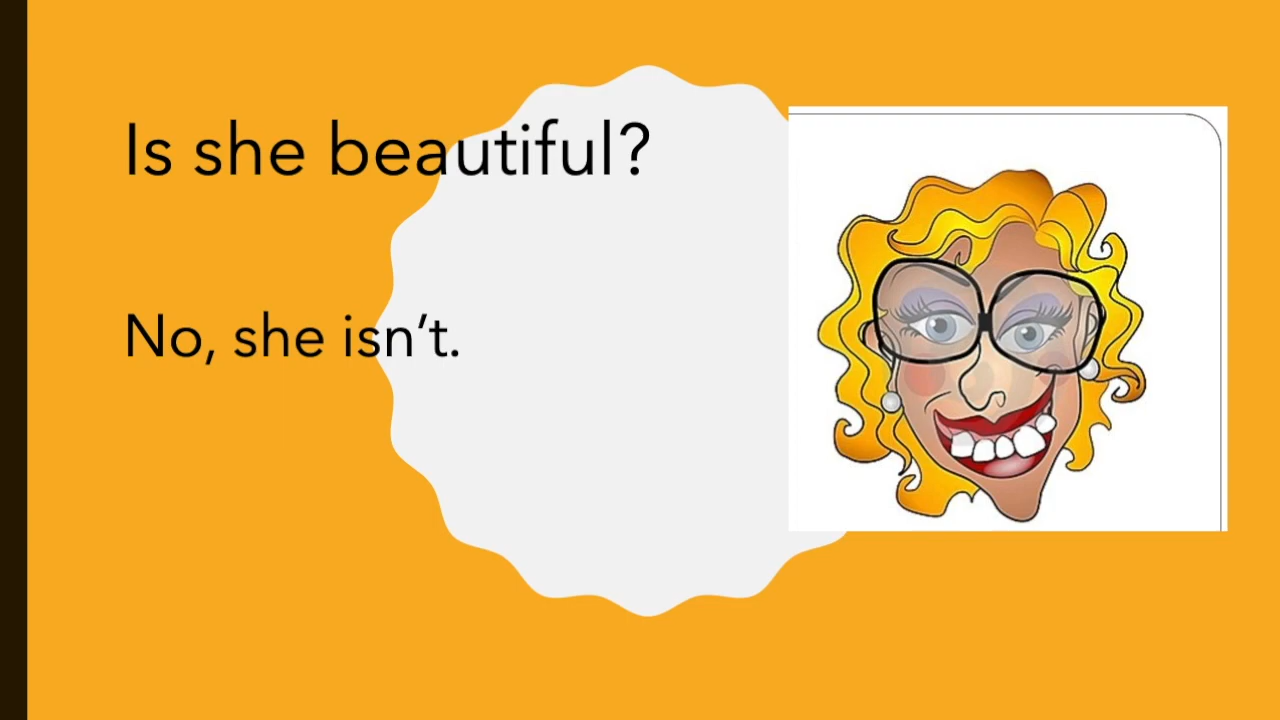 Is she beautiful?
No, she isn’t.